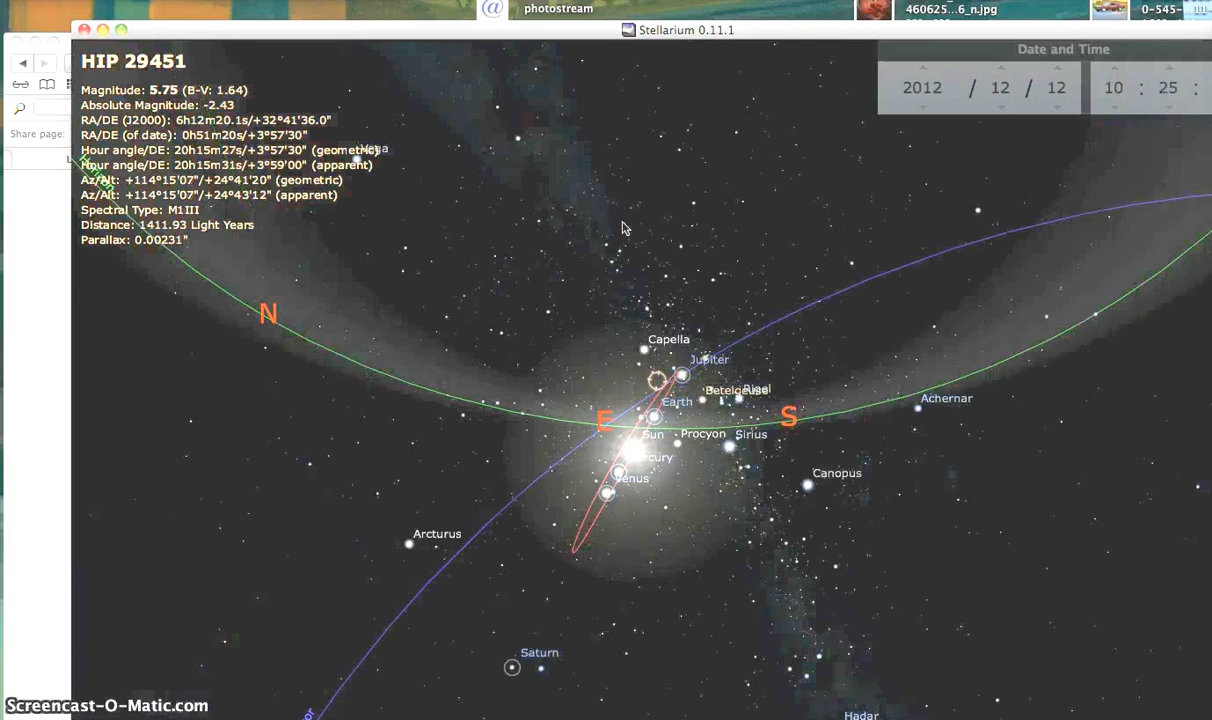 @
photostream
460625...6_n.jpg
0-545-
Stellarium 0.11.1
HIP 29451
Date and Time
2012 / 12 / 12 10 : 25 :
Magnitude: 5.75 (B-V: 1.64)
Absolute Magnitude: -2.43
RA/DE (J2000): 6h12m20.1s/+32°41'36.0"
RA/DE (of date): 0h51m20s/+3°57'30"
Hour angle/DE: 20h15m27s/+3°57'30" (geometric)
Hour angle/DE: 20h15m31s/+3°59'00" (apparent)
Az/Alt: +114°15'07"/+24°41'20" (geometric)
Az/Alt: +114°15'07"/+24°43'12" (apparent)
Spectral Type: M1III
Distance: 1411.93 Light Years
Parallax: 0.00231"
Share page:
N
Capella
Jupiter
Betelgeuse
Rigel
Earth
Achernar
E
S
Sun
Procyon
Sirius
Venus
Canopus
Arcturus
Saturn
Hadar
Screencast-O-Matic.com